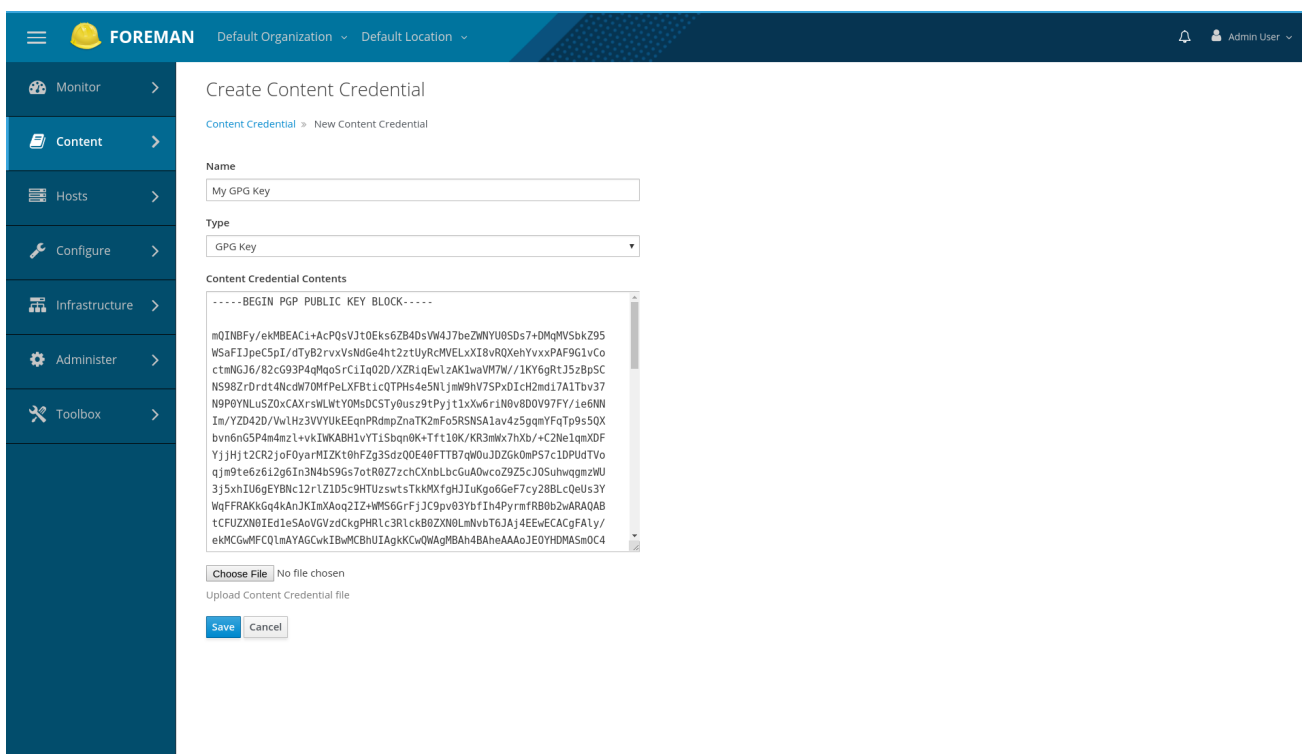 FOREMAN Default Organization Default Location Admin User
Monitor
Content
Hosts
Configure
Infrastructure
Administer
Toolbox
Create Content Credential
Content Credential » New Content Credential
Name
My GPG Key
Type
GPG Key
Content Credential Contents
-----BEGIN PGP PUBLIC KEY BLOCK-----
mQINBFy/ekMBEACi+AcPQsVJtOEks6ZB4DsVW4J7beZWNYU0SDs7+DMqMVSbkZ95
WSaFIJpeC5pI/dTyB2rvxVsNdGe4ht2ztUyRcMVELxXI8vRQXehYvxxPAF9G1vCo
ctmNGJ6/82cG93P4qMqoSrCiIqO2D/XZRiqEwlzAK1waVM7W//1KY6gRtJ5zBpSC
NS98ZrDrdt4NcdW7OMfPeLXFBticQTPHs4e5NljmW9hV7SPxDIcH2mdi7A1Tbv37
N9P0YNLuSZOxCAXrsWLWtYOMsDCSTy0usz9tPyjt1xXw6riN0v8DOV97FY/ie6NN
Im/YZD42D/VwlHz3VVYUkEEqnPRdmpZnaTK2mFo5RSNSA1av4z5gqmYFqTp9s5QX
bvn6nG5P4m4mzl+vkIWKABH1vYTiSbqn0K+Tft10K/KR3mWx7hXb/+C2Ne1qmXDF
YjjHjt2CR2joFOyarMIZKt0hFZg3SdzQOE40FTTB7qWOuJDZGkOmPS7c1DPUdTVo
qjm9te6z6i2g6In3N4bS9Gs7otR0Z7zchCXnbLbcGuAOwcoZ9Z5cJOSuhwqgmzWU
3j5xhIU6gEYBNc12rlZ1D5c9HTUzswtsTkkMXfgHJIuKgo6GeF7cy28BLcQeUs3Y
WqFFRAKkGq4kAnJKImXAoq2IZ+WMS6GrFjJC9pv03YbfIh4PyrmfRB0b2wARAQAB
tCFUZXN0IEd1eSAoVGVzdCkgPHRlc3RlckB0ZXN0LmNvbT6JAj4EEwECACgFAly/
ekMCGwMFCQlmAYAGCwkIBwMCBhUIAgkKCwQWAgMBAh4BAheAAAoJEOYHDMASmOC4
Choose File No file chosen
Upload Content Credential file
Save Cancel